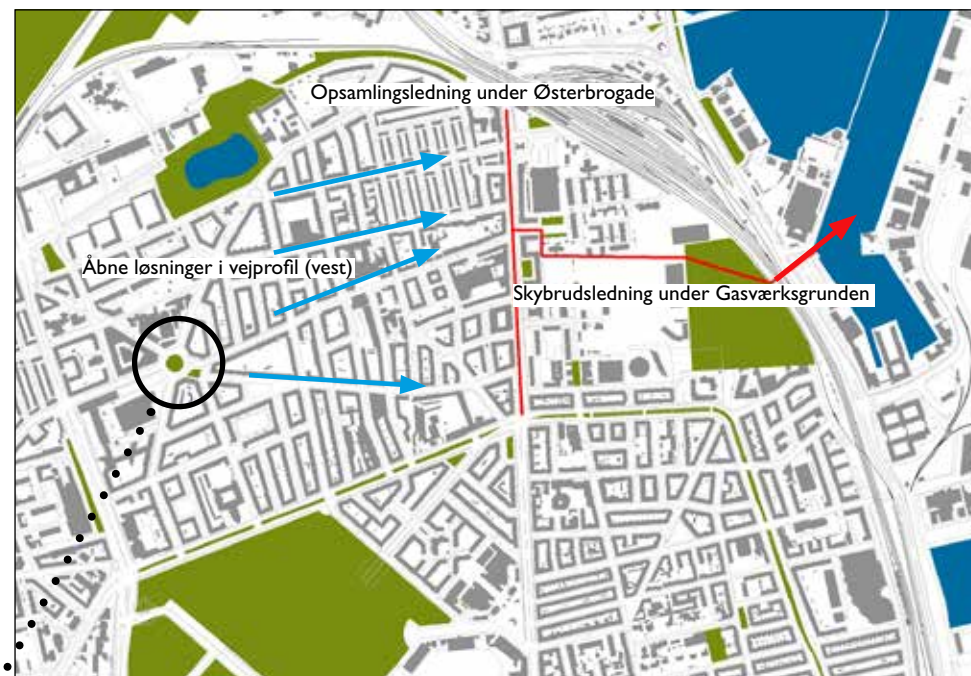 Opsamlingsledning under Østerbrogade
Åbne løsninger i vejprofil (vest)
Skybrudsledning under Gasværksgrunden